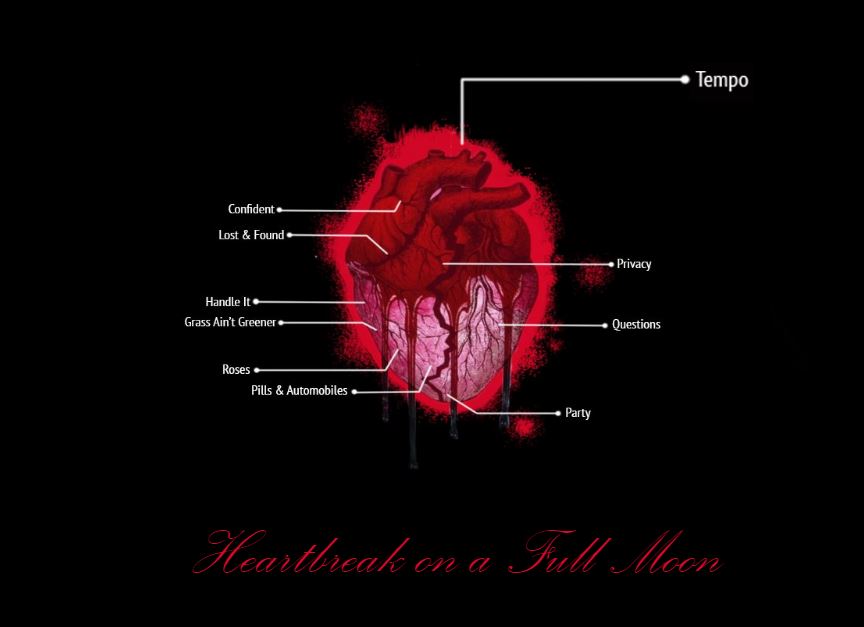 Tempo
Confident
Lost & Found
Privacy
Handle It
Grass Ain't Greener
Questions
Roses
Pills & Automobiles
Party
Heartbreak on a Full Moon